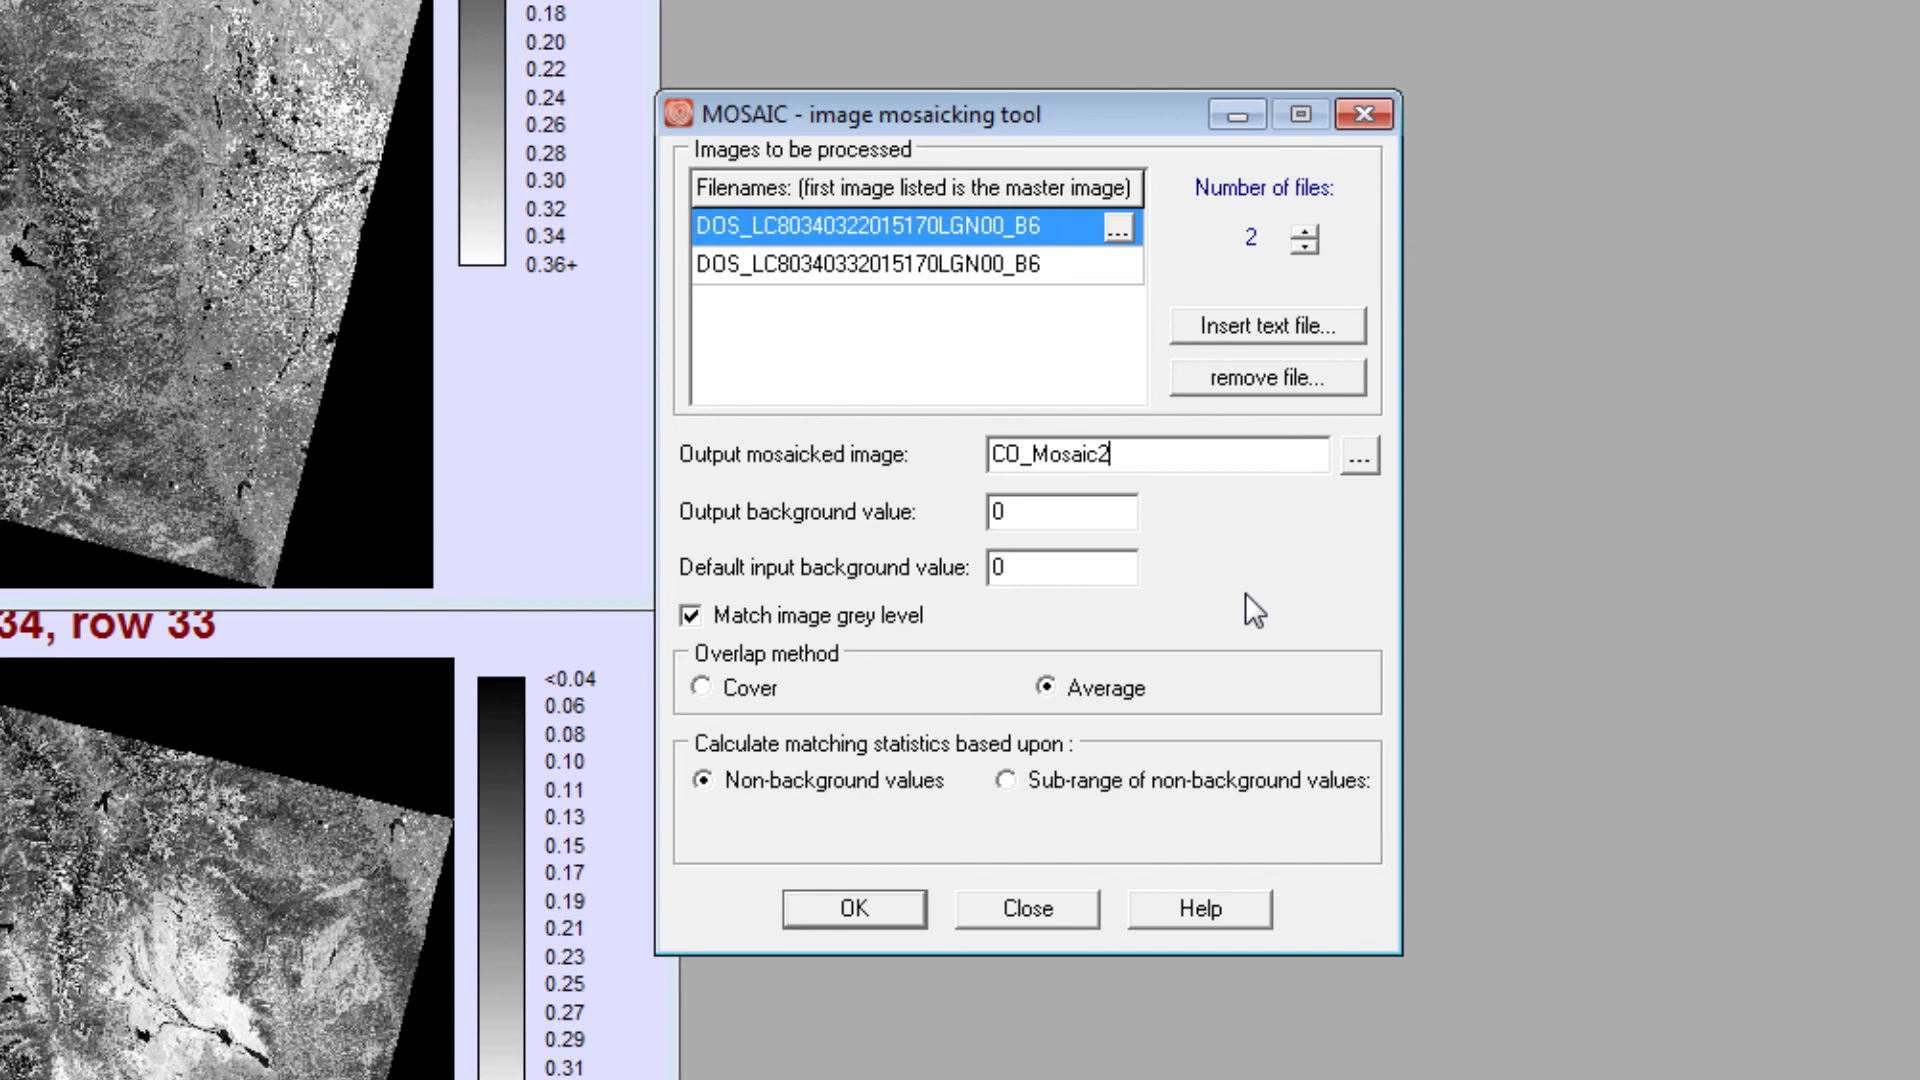 0.18
0.20
0.22
0.24
0.26
0.28
0.30
0.32
0.34
0.36+
34, row 33
<0.04
0.06
0.08
0.10
0.11
0.13
0.15
0.17
0.19
0.21
0.23
0.25
0.27
0.29
0.31
MOSAIC - image mosaicking tool
Images to be processed
Filenames: (first image listed is the master image)
DOS_LC80340322015170LGN00_B6 ...
DOS_LC80340332015170LGN00_B6
Number of files:
2
Insert text file...
remove file...
Output mosaicked image: CO_Mosaic2 ...
Output background value: 0
Default input background value: 0
Match image grey level
Overlap method
Cover Average
Calculate matching statistics based upon :
Non-background values Sub-range of non-background values:
OK Close Help